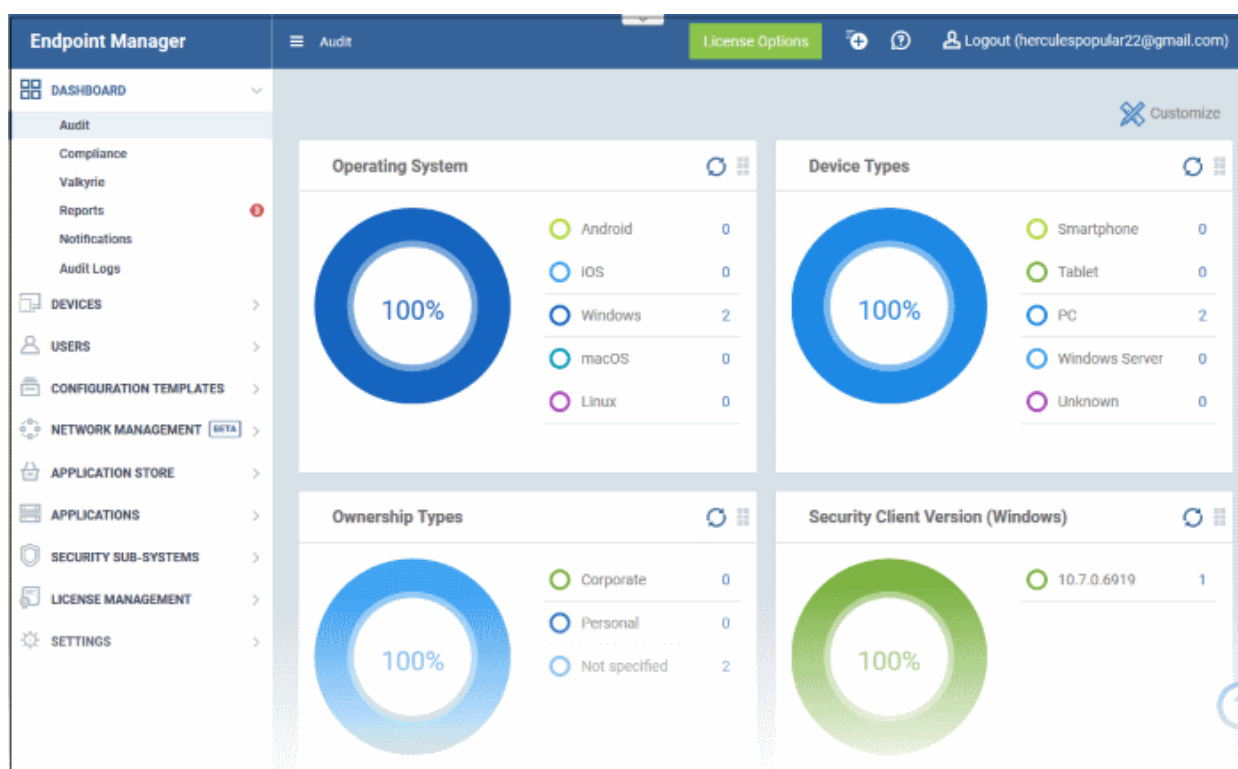 Endpoint Manager
Audit
License Options
Logout (herculespopular22@gmail.com)
DASHBOARD
Audit
Compliance
Valkyrie
Reports
Notifications
Audit Logs
DEVICES
USERS
CONFIGURATION TEMPLATES
NETWORK MANAGEMENT BETA
APPLICATION STORE
APPLICATIONS
SECURITY SUB-SYSTEMS
LICENSE MANAGEMENT
SETTINGS
Customize
Operating System
100%
Android 0
iOS 0
Windows 2
macOS 0
Linux 0
Device Types
100%
Smartphone 0
Tablet 0
PC 2
Windows Server 0
Unknown 0
Ownership Types
100%
Corporate 0
Personal 0
Not specified 2
Security Client Version (Windows)
100%
10.7.0.6919 1